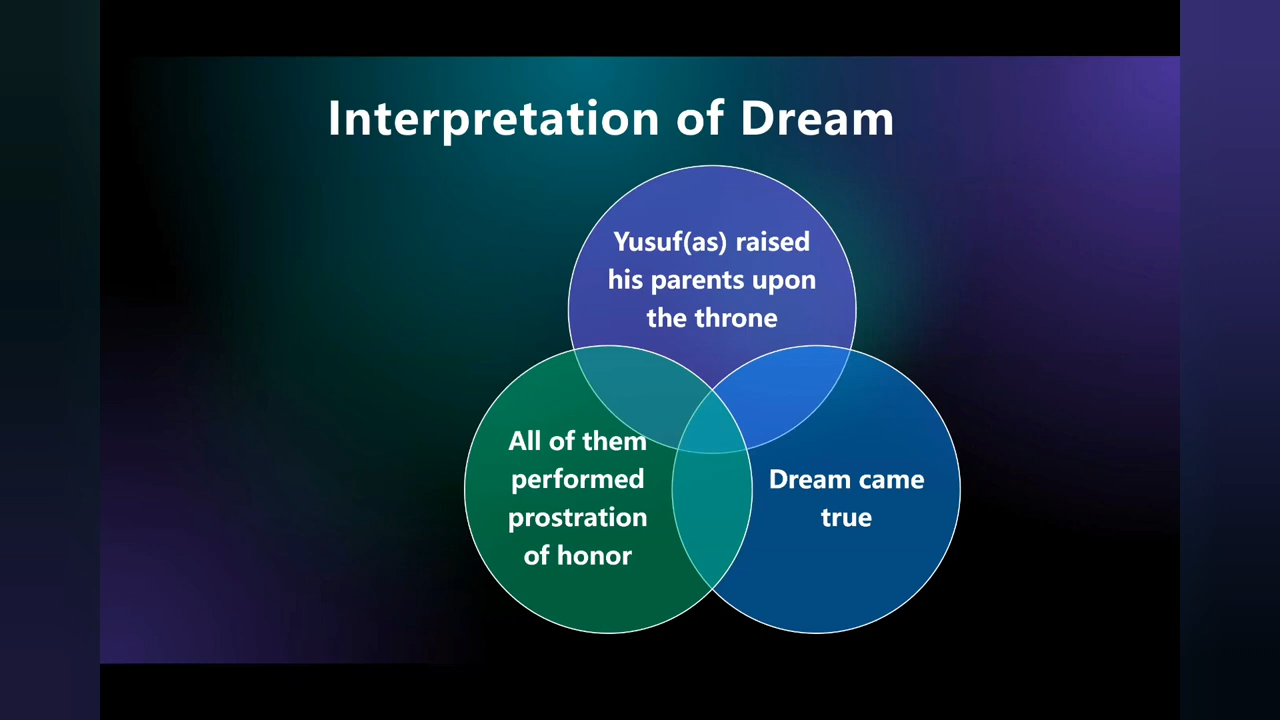 Interpretation of Dream
Yusuf(as) raised
his parents upon
the throne
All of them
performed
prostration
of honor
Dream came
true